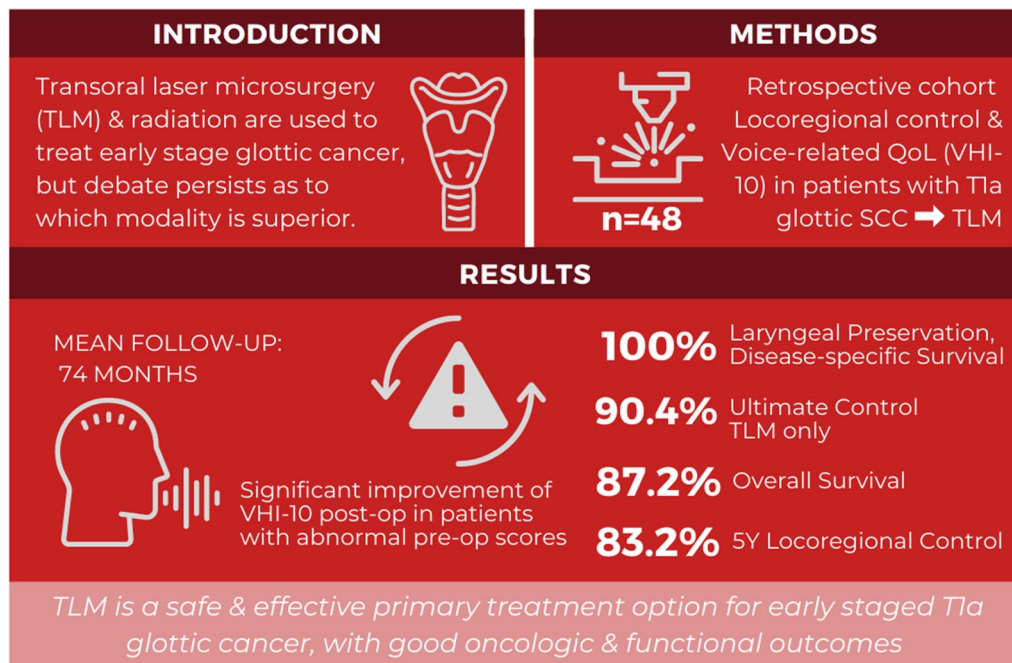 INTRODUCTION
Transoral laser microsurgery
(TLM) & radiation are used to
treat early stage glottic cancer,
but debate persists as to
which modality is superior.
METHODS
n=48
Retrospective cohort
Locoregional control &
Voice-related QoL (VHI-
10) in patients with T1a
glottic SCC ➡ TLM
RESULTS
MEAN FOLLOW-UP:
74 MONTHS
Significant improvement of
VHI-10 post-op in patients
with abnormal pre-op scores
100% Laryngeal Preservation,
Disease-specific Survival
90.4% Ultimate Control
TLM only
87.2% Overall Survival
83.2% 5Y Locoregional Control
TLM is a safe & effective primary treatment option for early staged T1a
glottic cancer, with good oncologic & functional outcomes